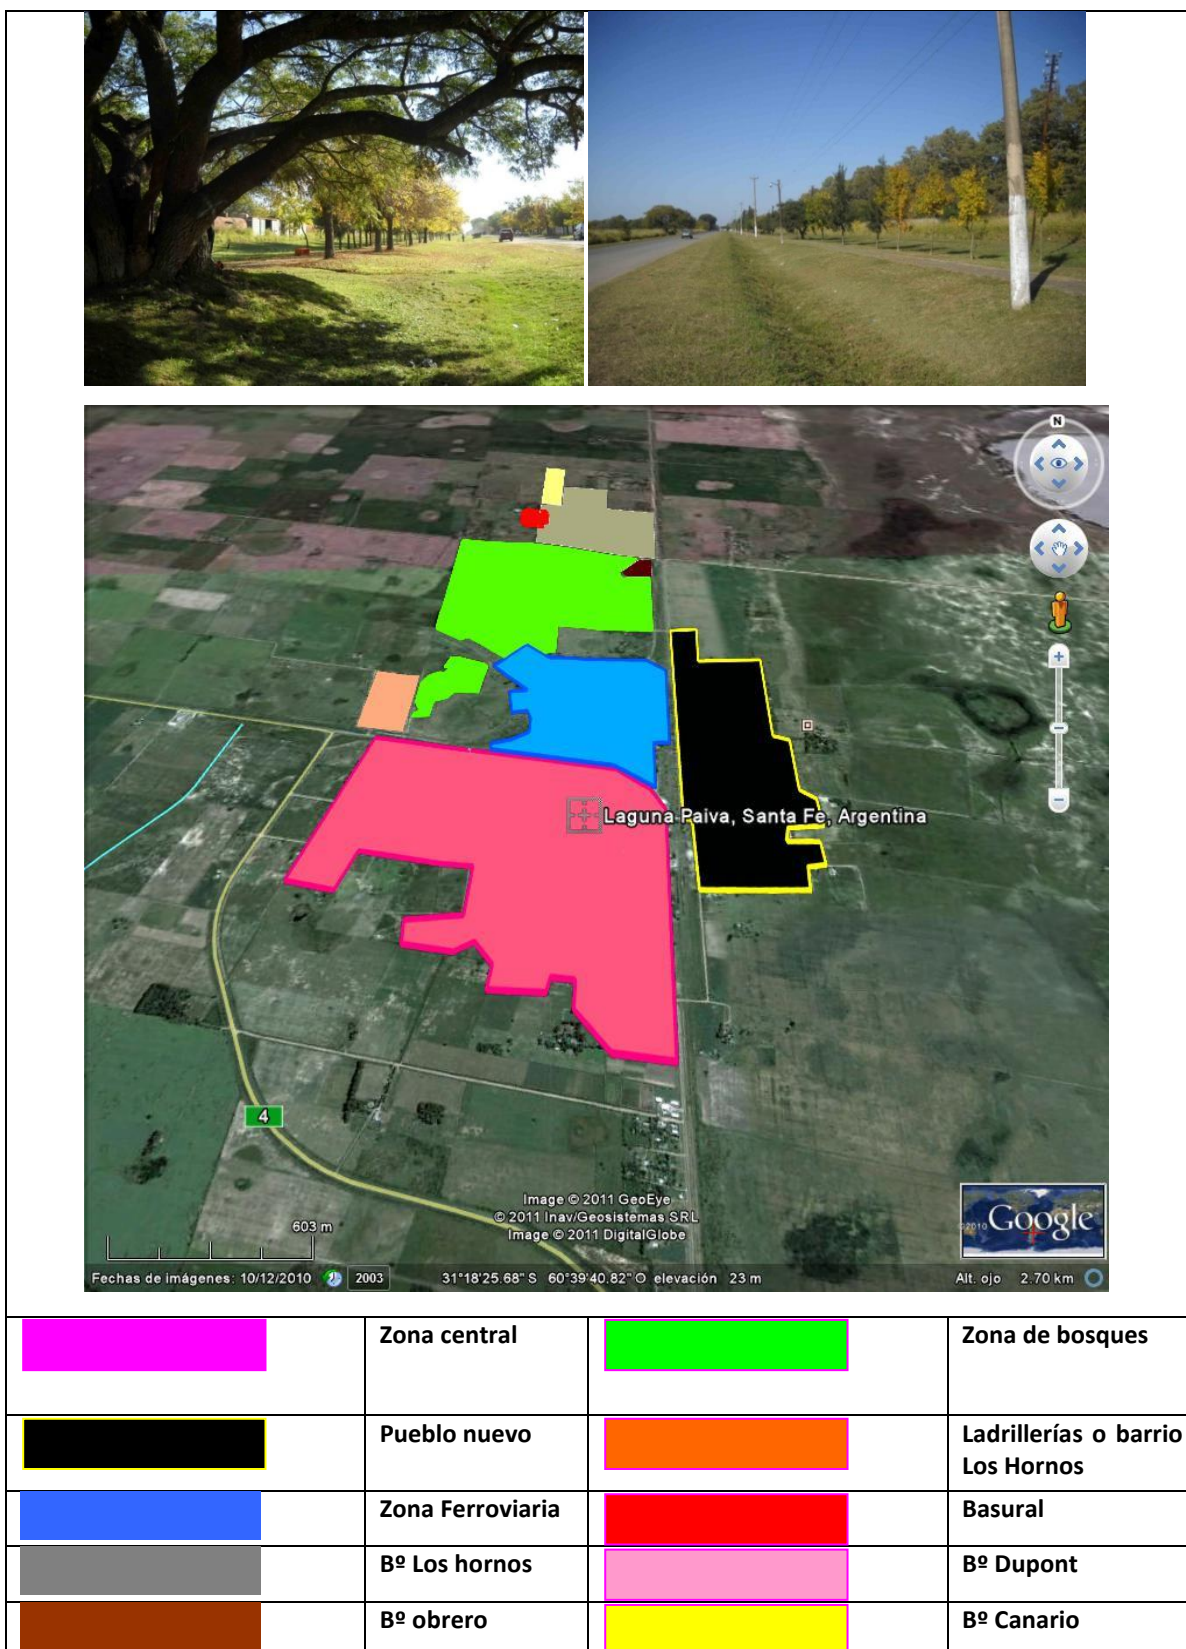 N
Laguna Paiva, Santa Fe, Argentina
4
Image © 2011 GeoEye
© 2011 Inav/Geosistemas SRL
Image © 2011 DigitalGlobe
603 m
©2010 Google
Fechas de imágenes: 10/12/2010 2003 31°18'25.68" S 60°39'40.82" O elevación 23 m Alt. ojo 2.70 km
Zona central
Zona de bosques
Pueblo nuevo
Ladrillerías o barrio
Los Hornos
Zona Ferroviaria
Basural
Bº Los hornos
Bº Dupont
Bº obrero
Bº Canario